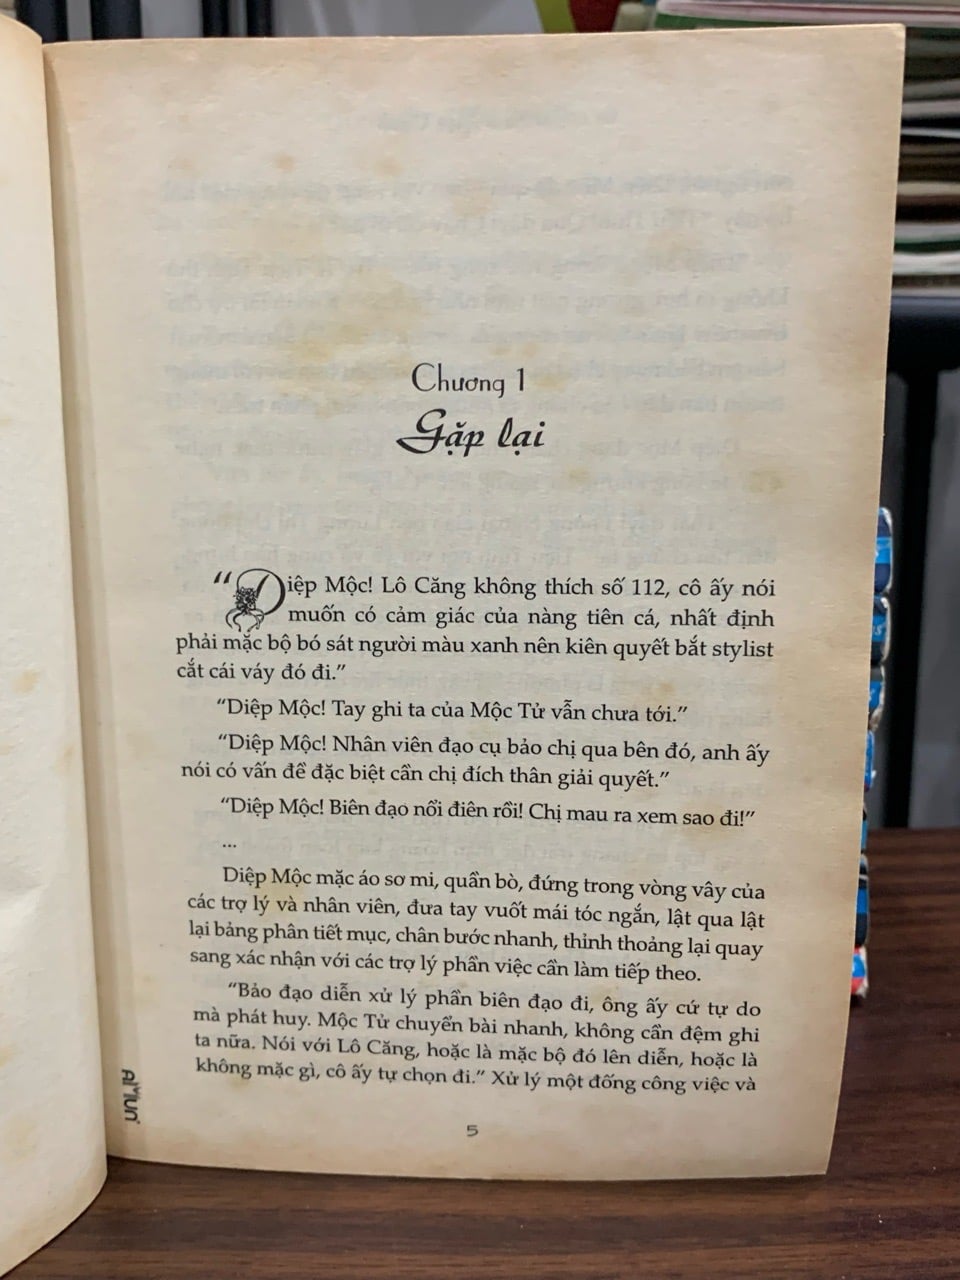 Chương 1
Gặp lại
“Diệp Mộc! Lô Căng không thích số 112, cô ấy nói
muốn có cảm giác của nàng tiên cá, nhất định
phải mặc bộ bó sát người màu xanh nên kiên quyết bắt stylist
cắt cái váy đó đi.”
“Diệp Mộc! Tay ghi ta của Mộc Tử vẫn chưa tới.”
“Diệp Mộc! Nhân viên đạo cụ bảo chị qua bên đó, anh ấy
nói có vấn đề đặc biệt cần chị đích thân giải quyết.”
“Diệp Mộc! Biên đạo nổi điên rồi! Chị mau ra xem sao đi!”
...
Diệp Mộc mặc áo sơ mi, quần bò, đứng trong vòng vây của
các trợ lý và nhân viên, đưa tay vuốt mái tóc ngắn, lật qua lật
lại bảng phân tiết mục, chân bước nhanh, thỉnh thoảng lại quay
sang xác nhận với các trợ lý phần việc cần làm tiếp theo.
“Bảo đạo diễn xử lý phần biên đạo đi, ông ấy cứ tự do
mà phát huy. Mộc Tử chuyển bài nhanh, không cần đệm ghi
ta nữa. Nói với Lô Căng, hoặc là mặc bộ đó lên diễn, hoặc là
không mặc gì, cô ấy tự chọn đi.” Xử lý một đống công việc và
5